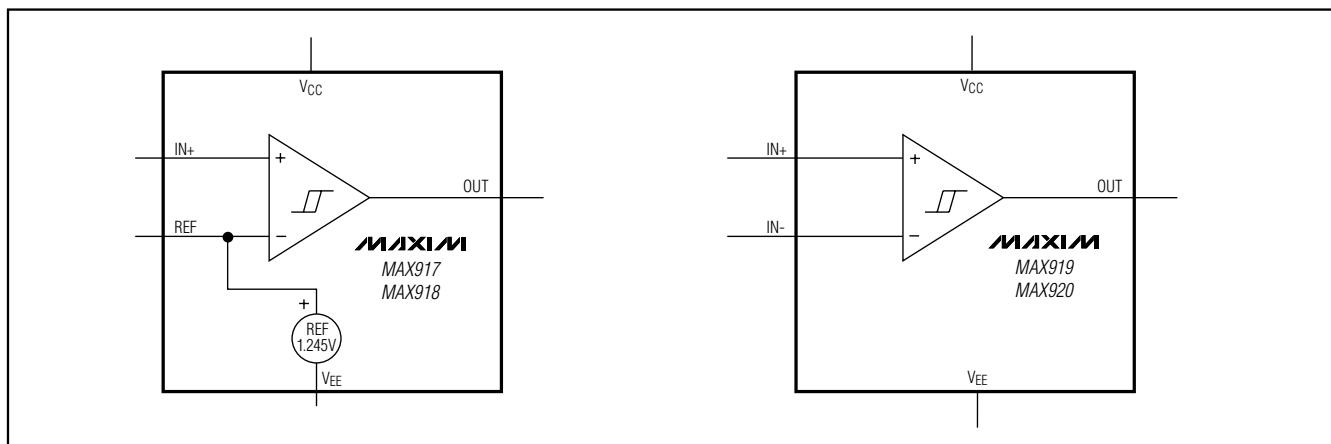 VCC
IN+
+
OUT
REF
−
MAXIM
MAX917
MAX918
+
REF
1.245V
VEE
VCC
IN+
+
OUT
IN-
−
MAXIM
MAX919
MAX920
VEE